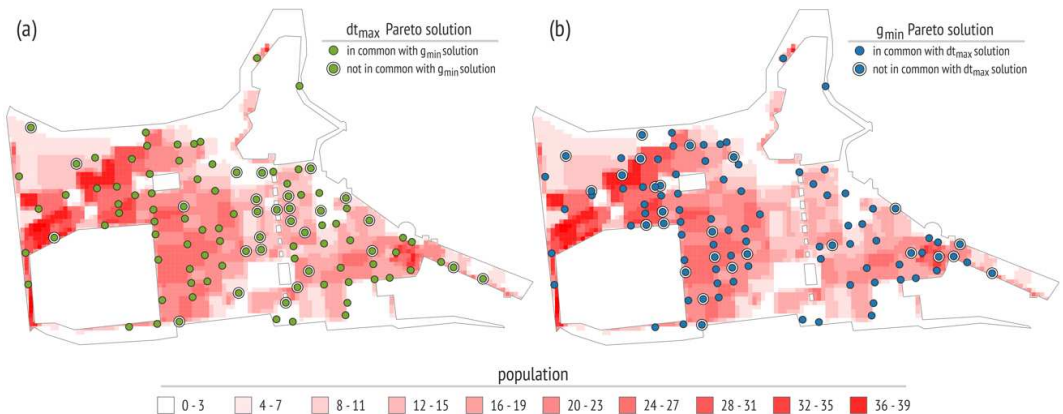 (a)
dtmax Pareto solution
in common with gmin solution
not in common with gmin solution
(b)
gmin Pareto solution
in common with dtmax solution
not in common with dtmax solution
population
0 - 3 4 - 7 8 - 11 12 - 15 16 - 19 20 - 23 24 - 27 28 - 31 32 - 35 36 - 39